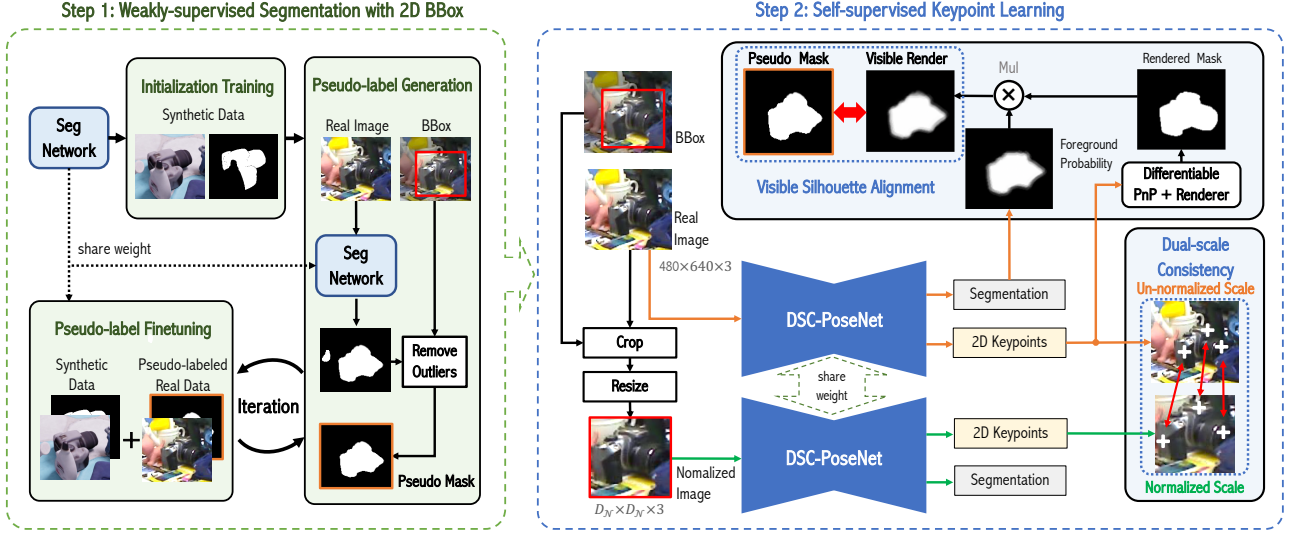 Step 1: Weakly-supervised Segmentation with 2D BBox
Seg
Network
Initialization Training
Synthetic Data
share weight
Pseudo-label Generation
Real Image
BBox
Seg
Network
Remove
Outliers
Pseudo Mask
Pseudo-label Finetuning
Synthetic
Data
Pseudo-labeled
Real Data
+
Iteration
Step 2: Self-supervised Keypoint Learning
BBox
Real
Image
480×640×3
Crop
Resize
Nomalized
Image
D𝒩×D𝒩×3
Pseudo Mask
Visible Render
Visible Silhouette Alignment
Mul
Foreground
Probability
Rendered Mask
Differentiable
PnP + Renderer
DSC-PoseNet
Segmentation
2D Keypoints
share
weight
DSC-PoseNet
2D Keypoints
Segmentation
Dual-scale
Consistency
Un-normalized Scale
Normalized Scale